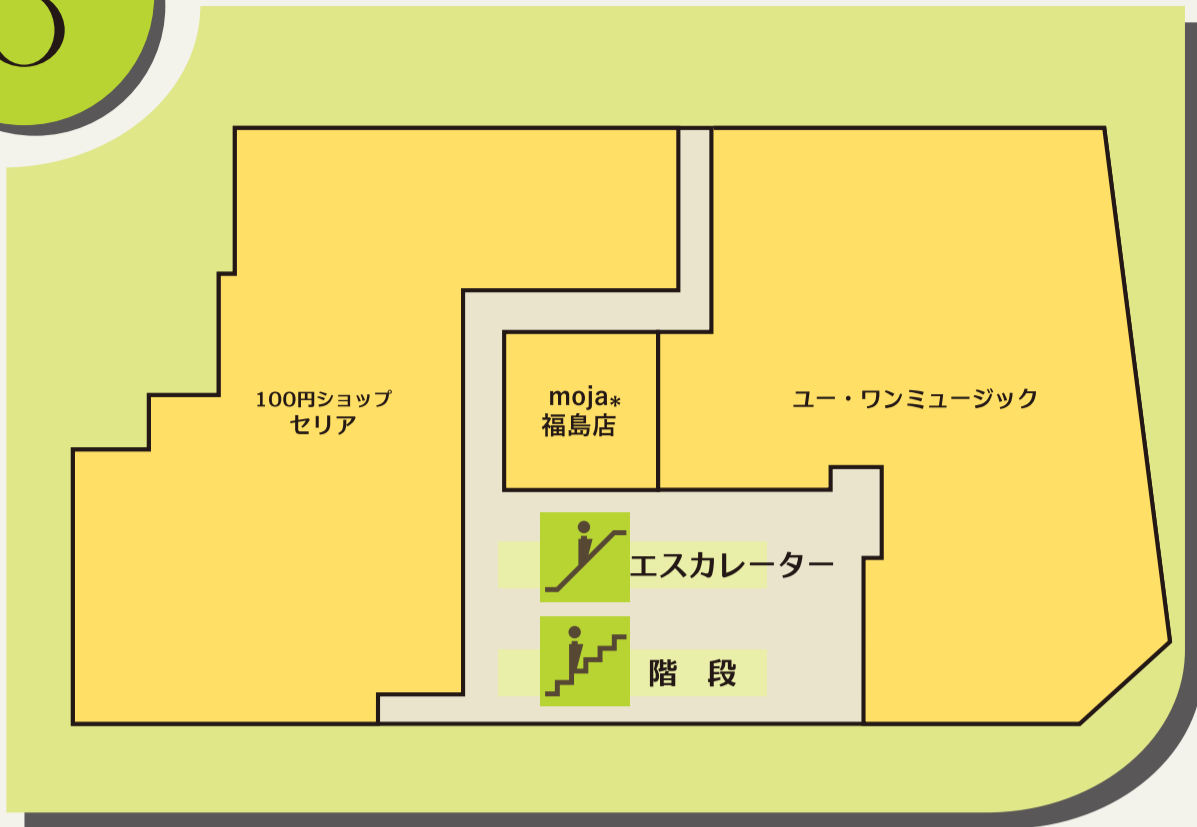 100円ショップ
セリア
moja*
福島店
ユー・ワンミュージック
エスカレーター
階　段